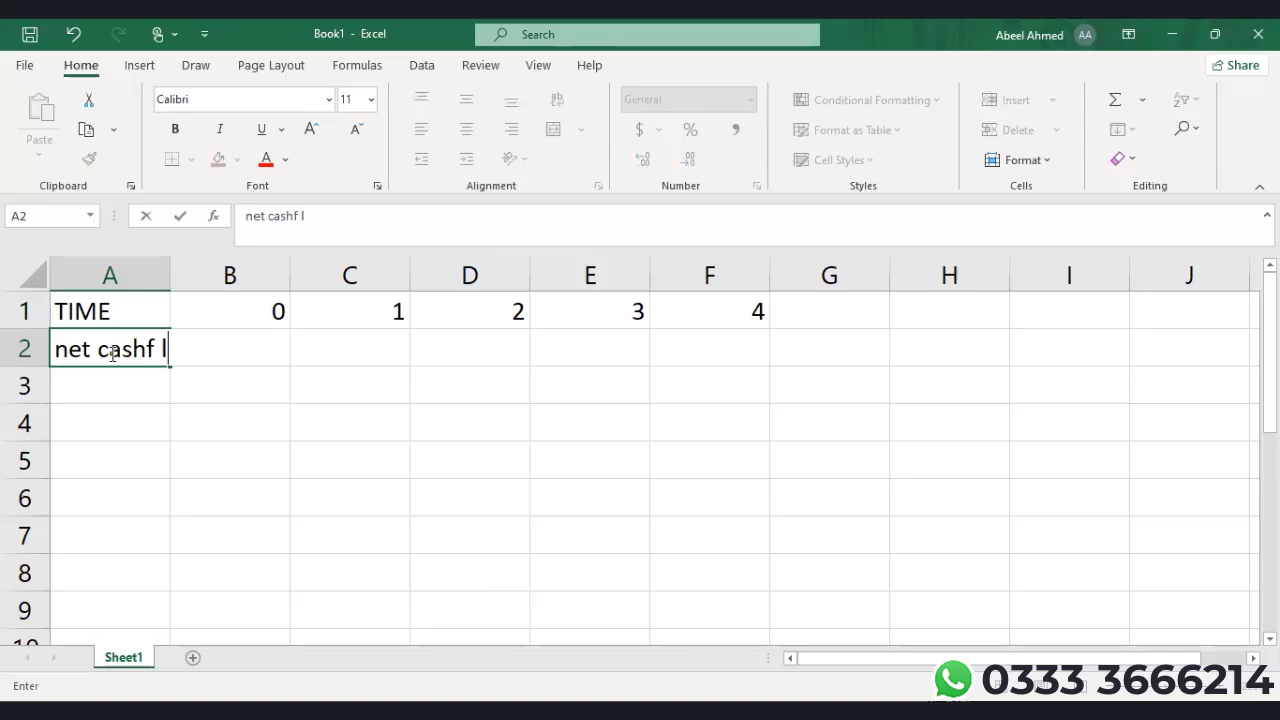 Book1 - Excel
Search
Abeel Ahmed AA
File Home Insert Draw Page Layout Formulas Data Review View Help Share
Paste
Calibri 11
B I U A A
A
General
$ % 9
Conditional Formatting
Format as Table
Cell Styles
Insert
Delete
Format
Clipboard Font Alignment Number Styles Cells Editing
A2 fx net cashf l
A B C D E F G H I J
1 TIME 0 1 2 3 4
2 net cashf l
3
4
5
6
7
8
9
10
Sheet1
Enter
0333 3666214